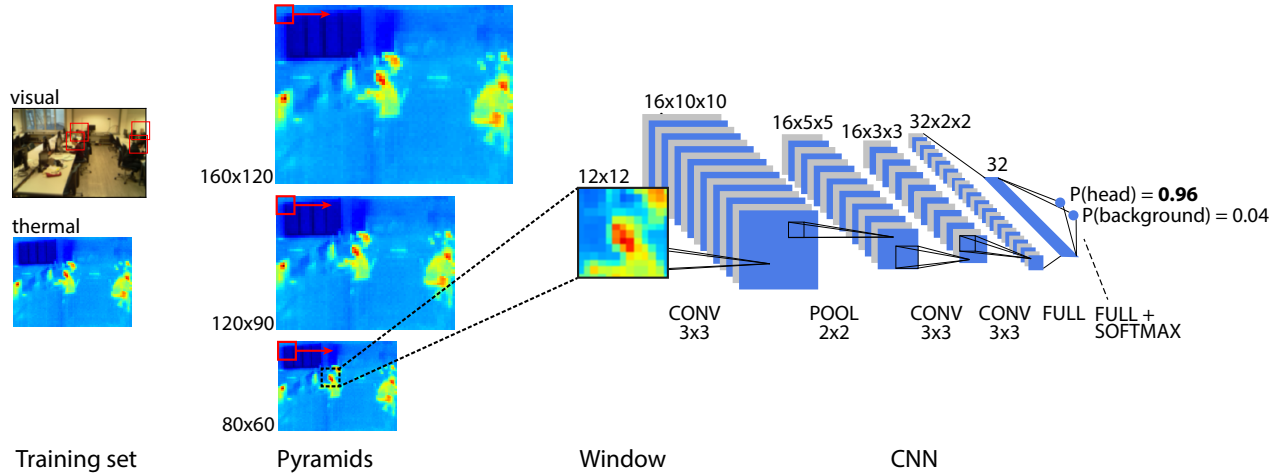 visual
thermal
160x120
120x90
80x60
12x12
16x10x10
16x5x5
16x3x3
32x2x2
32
P(head) = 0.96
P(background) = 0.04
CONV
3x3
POOL
2x2
CONV
3x3
CONV
3x3
FULL
FULL +
SOFTMAX
Training set
Pyramids
Window
CNN